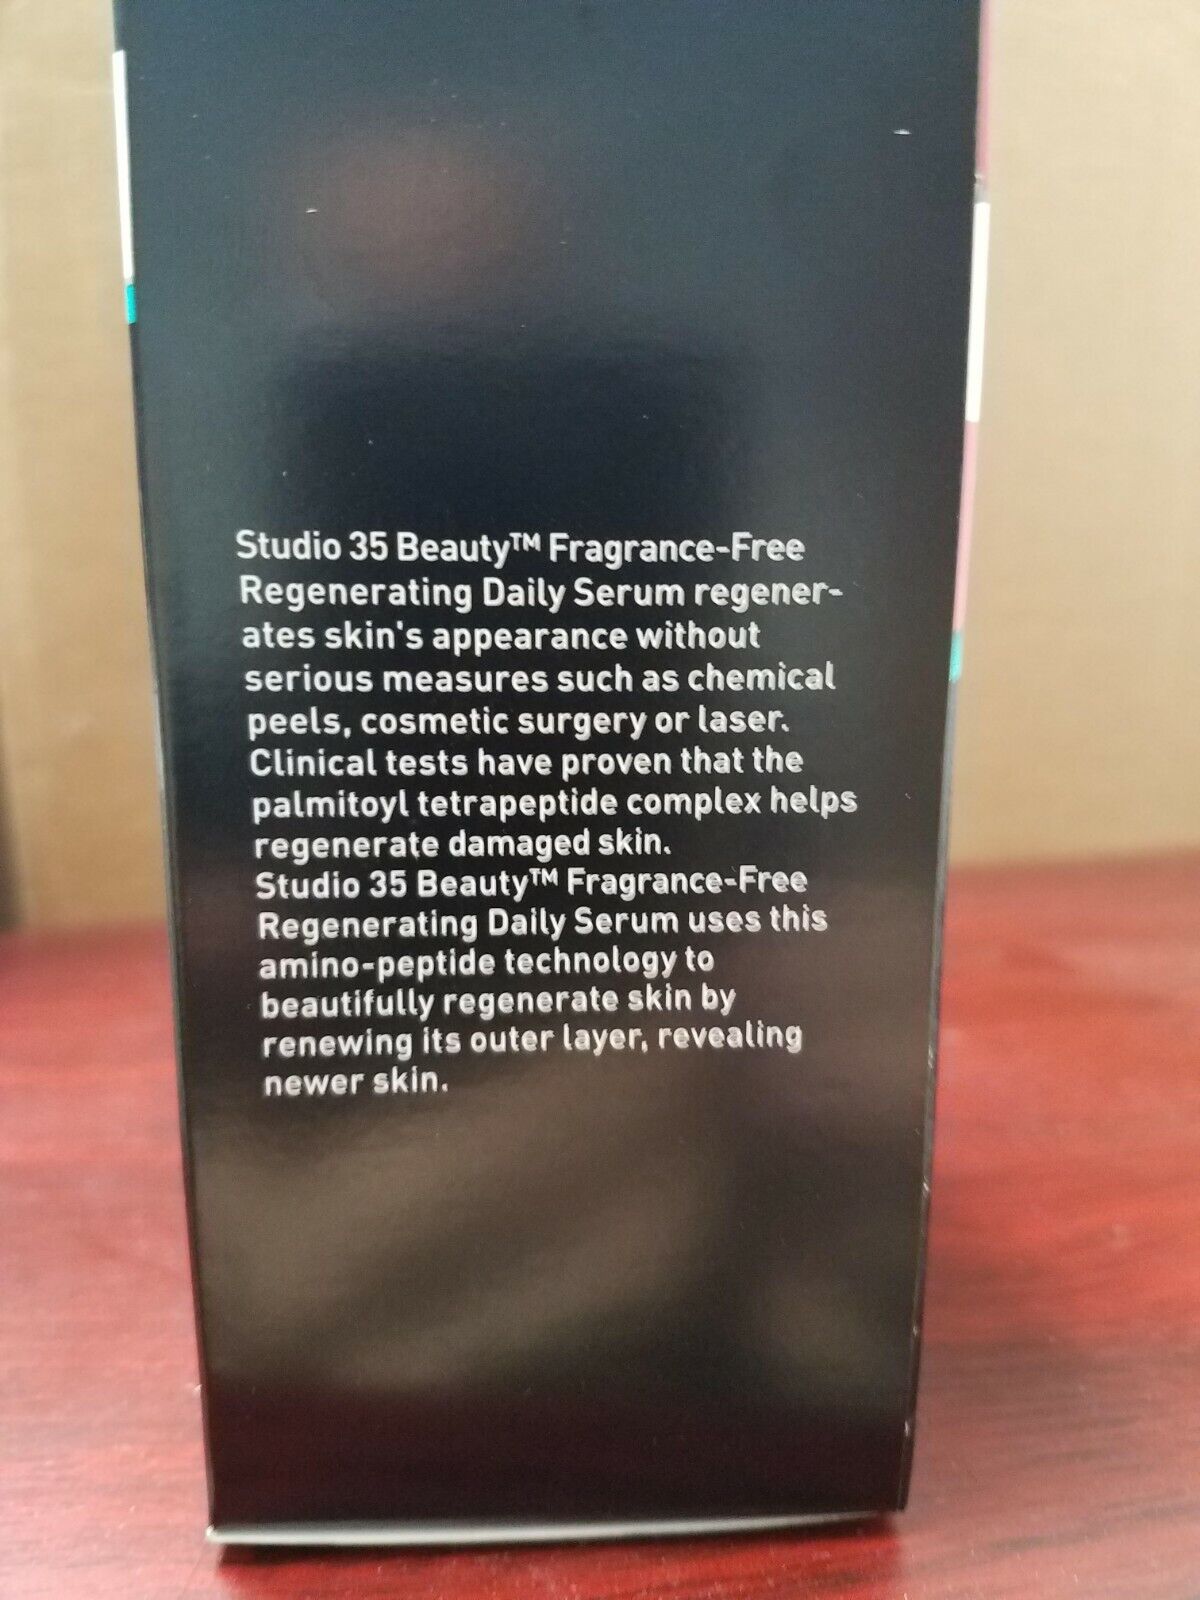 Studio 35 Beauty™ Fragrance-Free
Regenerating Daily Serum regener-
ates skin's appearance without
serious measures such as chemical
peels, cosmetic surgery or laser.
Clinical tests have proven that the
palmitoyl tetrapeptide complex helps
regenerate damaged skin.
Studio 35 Beauty™ Fragrance-Free
Regenerating Daily Serum uses this
amino-peptide technology to
beautifully regenerate skin by
renewing its outer layer, revealing
newer skin.